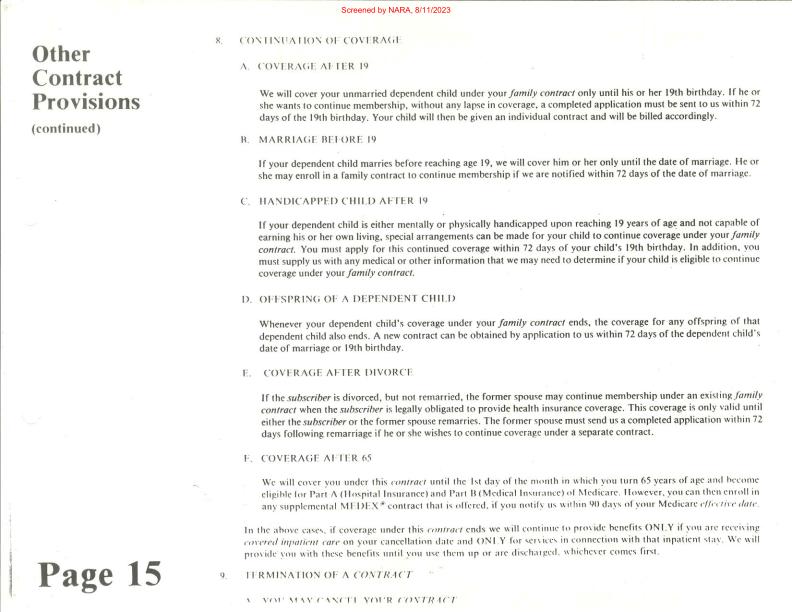 Screened by NARA, 8/11/2023
Other
Contract
Provisions
(continued)
8. CONTINUATION OF COVERAGE
A. COVERAGE AFTER 19
We will cover your unmarried dependent child under your family contract only until his or her 19th birthday. If he or
she wants to continue membership, without any lapse in coverage, a completed application must be sent to us within 72
days of the 19th birthday. Your child will then be given an individual contract and will be billed accordingly.
B. MARRIAGE BEFORE 19
If your dependent child marries before reaching age 19, we will cover him or her only until the date of marriage. He or
she may enroll in a family contract to continue membership if we are notified within 72 days of the date of marriage.
C. HANDICAPPED CHILD AFTER 19
If your dependent child is either mentally or physically handicapped upon reaching 19 years of age and not capable of
earning his or her own living, special arrangements can be made for your child to continue coverage under your family
contract. You must apply for this continued coverage within 72 days of your child's 19th birthday. In addition, you
must supply us with any medical or other information that we may need to determine if your child is eligible to continue
coverage under your family contract.
D. OFFSPRING OF A DEPENDENT CHILD
Whenever your dependent child's coverage under your family contract ends, the coverage for any offspring of that
dependent child also ends. A new contract can be obtained by application to us within 72 days of the dependent child's
date of marriage or 19th birthday.
E. COVERAGE AFTER DIVORCE
If the subscriber is divorced, but not remarried, the former spouse may continue membership under an existing family
contract when the subscriber is legally obligated to provide health insurance coverage. This coverage is only valid until
either the subscriber or the former spouse remarries. The former spouse must send us a completed application within 72
days following remarriage if he or she wishes to continue coverage under a separate contract.
F. COVERAGE AFTER 65
We will cover you under this contract until the 1st day of the month in which you turn 65 years of age and become
eligible for Part A (Hospital Insurance) and Part B (Medical Insurance) of Medicare. However, you can then enroll in
any supplemental MEDEX* contract that is offered, if you notify us within 90 days of your Medicare effective date.
In the above cases, if coverage under this contract ends we will continue to provide benefits ONLY if you are receiving
covered inpatient care on your cancellation date and ONLY for services in connection with that inpatient stay. We will
provide you with these benefits until you use them up or are discharged, whichever comes first.
Page 15
9. TERMINATION OF A CONTRACT
A. YOU MAY CANCEL YOUR CONTRACT